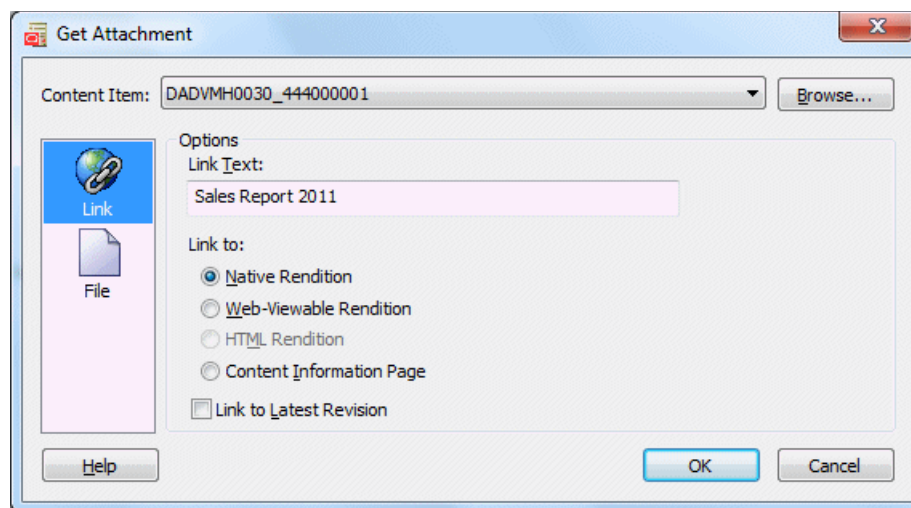 Get Attachment
Content Item: DADVMH0030_444000001 Browse...
Options
Link Text:
Link
Sales Report 2011
Link to:
File
Native Rendition
Web-Viewable Rendition
HTML Rendition
Content Information Page
Link to Latest Revision
Help OK Cancel